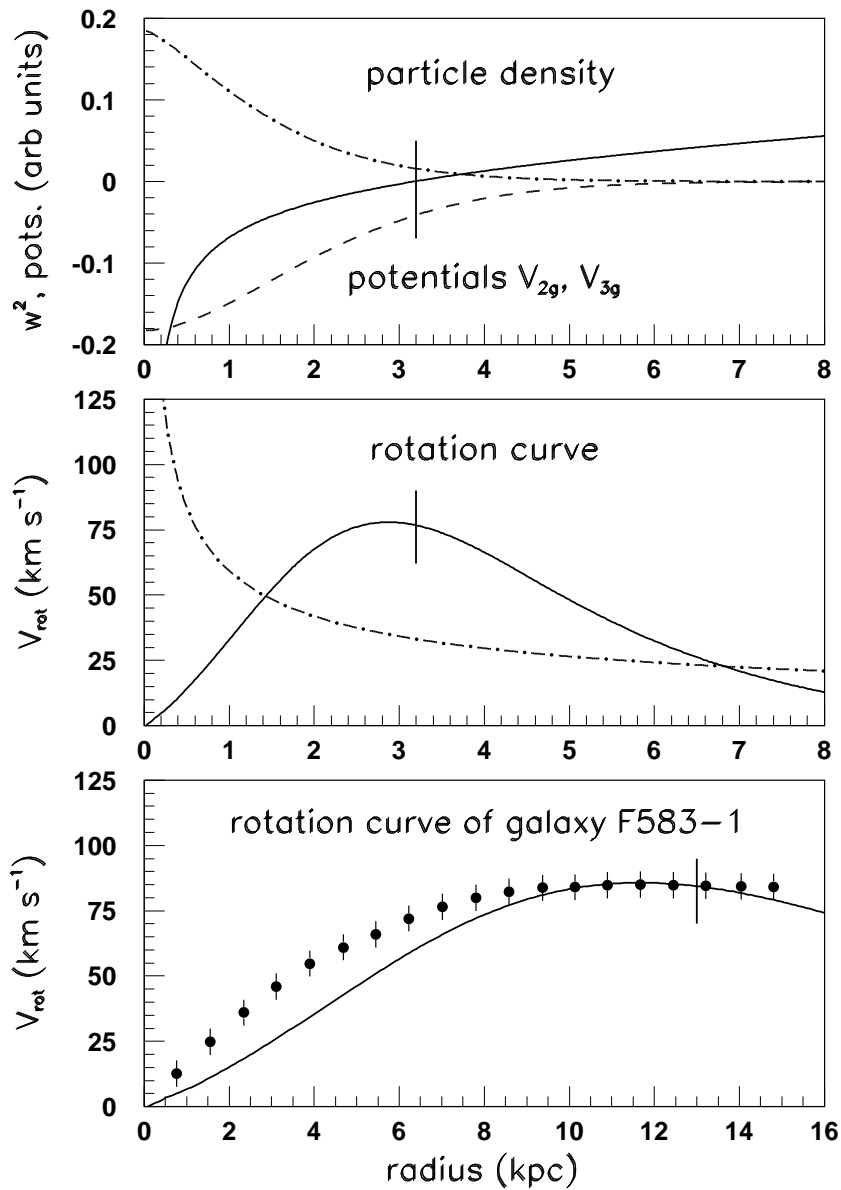 0.2
particle density
0.1
w², pots. (arb units)
0
-0.1
potentials V₂g, V₃g
-0.2
0 1 2 3 4 5 6 7 8
125
rotation curve
100
75
V_rot (km s⁻¹)
50
25
0
0 1 2 3 4 5 6 7 8
125
rotation curve of galaxy F583−1
100
75
V_rot (km s⁻¹)
50
25
0
0 2 4 6 8 10 12 14 16
radius (kpc)